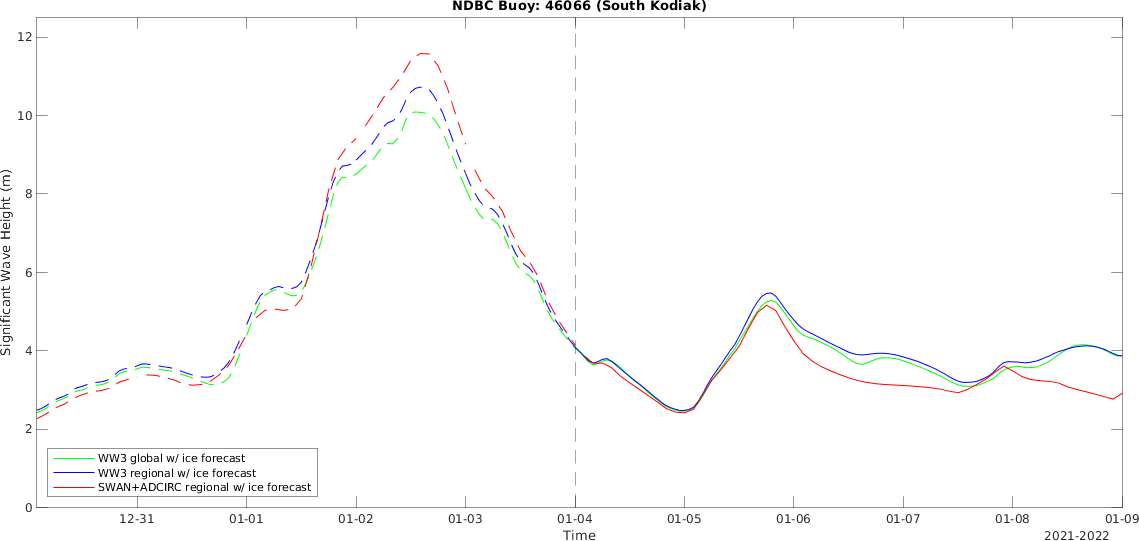 NDBC Buoy: 46066 (South Kodiak)
Significant Wave Height (m)
12
10
8
6
4
2
0
WW3 global w/ ice forecast
WW3 regional w/ ice forecast
SWAN+ADCIRC regional w/ ice forecast
12-31 01-01 01-02 01-03 01-04 01-05 01-06 01-07 01-08 01-09
Time
2021-2022